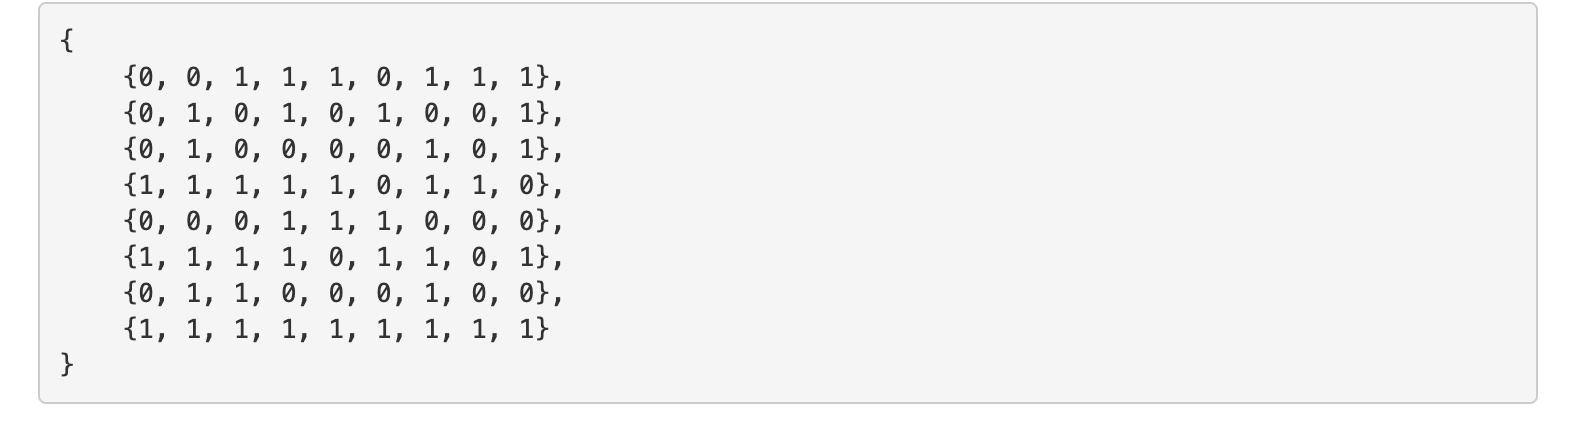 {
{0, 0, 1, 1, 1, 0, 1, 1, 1},
{0, 1, 0, 1, 0, 1, 0, 0, 1},
{0, 1, 0, 0, 0, 0, 1, 0, 1},
{1, 1, 1, 1, 1, 0, 1, 1, 0},
{0, 0, 0, 1, 1, 1, 0, 0, 0},
{1, 1, 1, 1, 0, 1, 1, 0, 1},
{0, 1, 1, 0, 0, 0, 1, 0, 0},
{1, 1, 1, 1, 1, 1, 1, 1, 1}
}